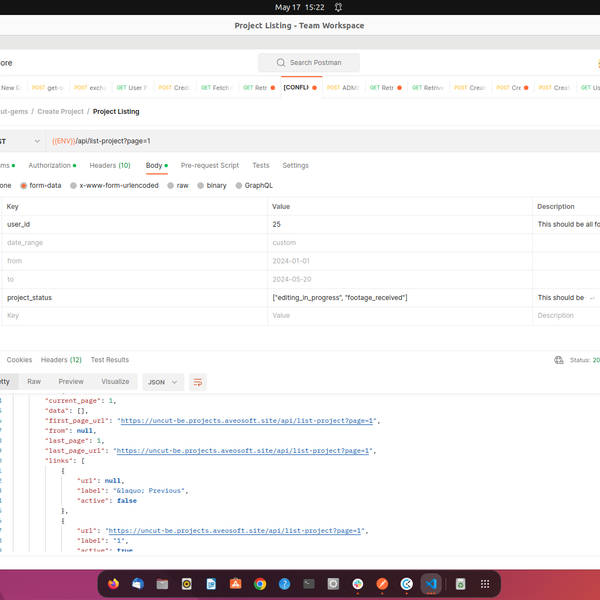 May 17 15:22
Project Listing - Team Workspace
ore
Search Postman
New D
POST get-u
POST exch
GET User F
POST Cred
GET Fetch
GET Retr
[CONFLI
POST ADM
GET Retr
GET Retriev
POST Crea
POST Cre
POST Crea
GET Us
ut-gems / Create Project / Project Listing
ST
{{ENV}}/api/list-project?page=1
ms
Authorization
Headers (10)
Body
Pre-request Script
Tests
Settings
one
form-data
x-www-form-urlencoded
raw
binary
GraphQL
Key Value Description
user_id 25 This should be all fo
date_range custom
from 2024-01-01
to 2024-05-20
project_status ["editing_in_progress", "footage_received"] This should be
Key Value Description
Cookies Headers (12) Test Results
Status: 20
etty Raw Preview Visualize JSON
"current_page": 1,
"data": [],
"first_page_url": "https://uncut-be.projects.aveosoft.site/api/list-project?page=1",
"from": null,
"last_page": 1,
"last_page_url": "https://uncut-be.projects.aveosoft.site/api/list-project?page=1",
"links": [
{
"url": null,
"label": "&laquo; Previous",
"active": false
},
{
"url": "https://uncut-be.projects.aveosoft.site/api/list-project?page=1",
"label": "1",
"active": true